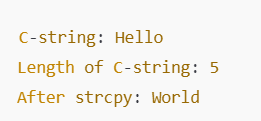 C-string: Hello
Length of C-string: 5
After strcpy: World